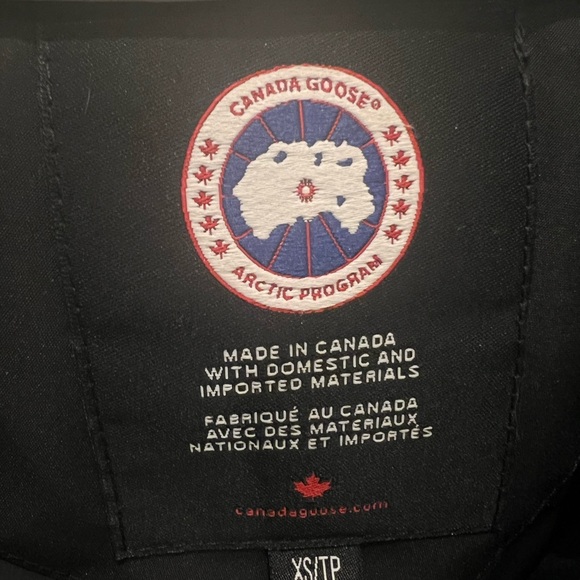 CANADA GOOSE®
ARCTIC PROGRAM
MADE IN CANADA
WITH DOMESTIC AND
IMPORTED MATERIALS
FABRIQUÉ AU CANADA
AVEC DES MATERIAUX
NATIONAUX ET IMPORTÉS
canadagoose.com
XS/TP